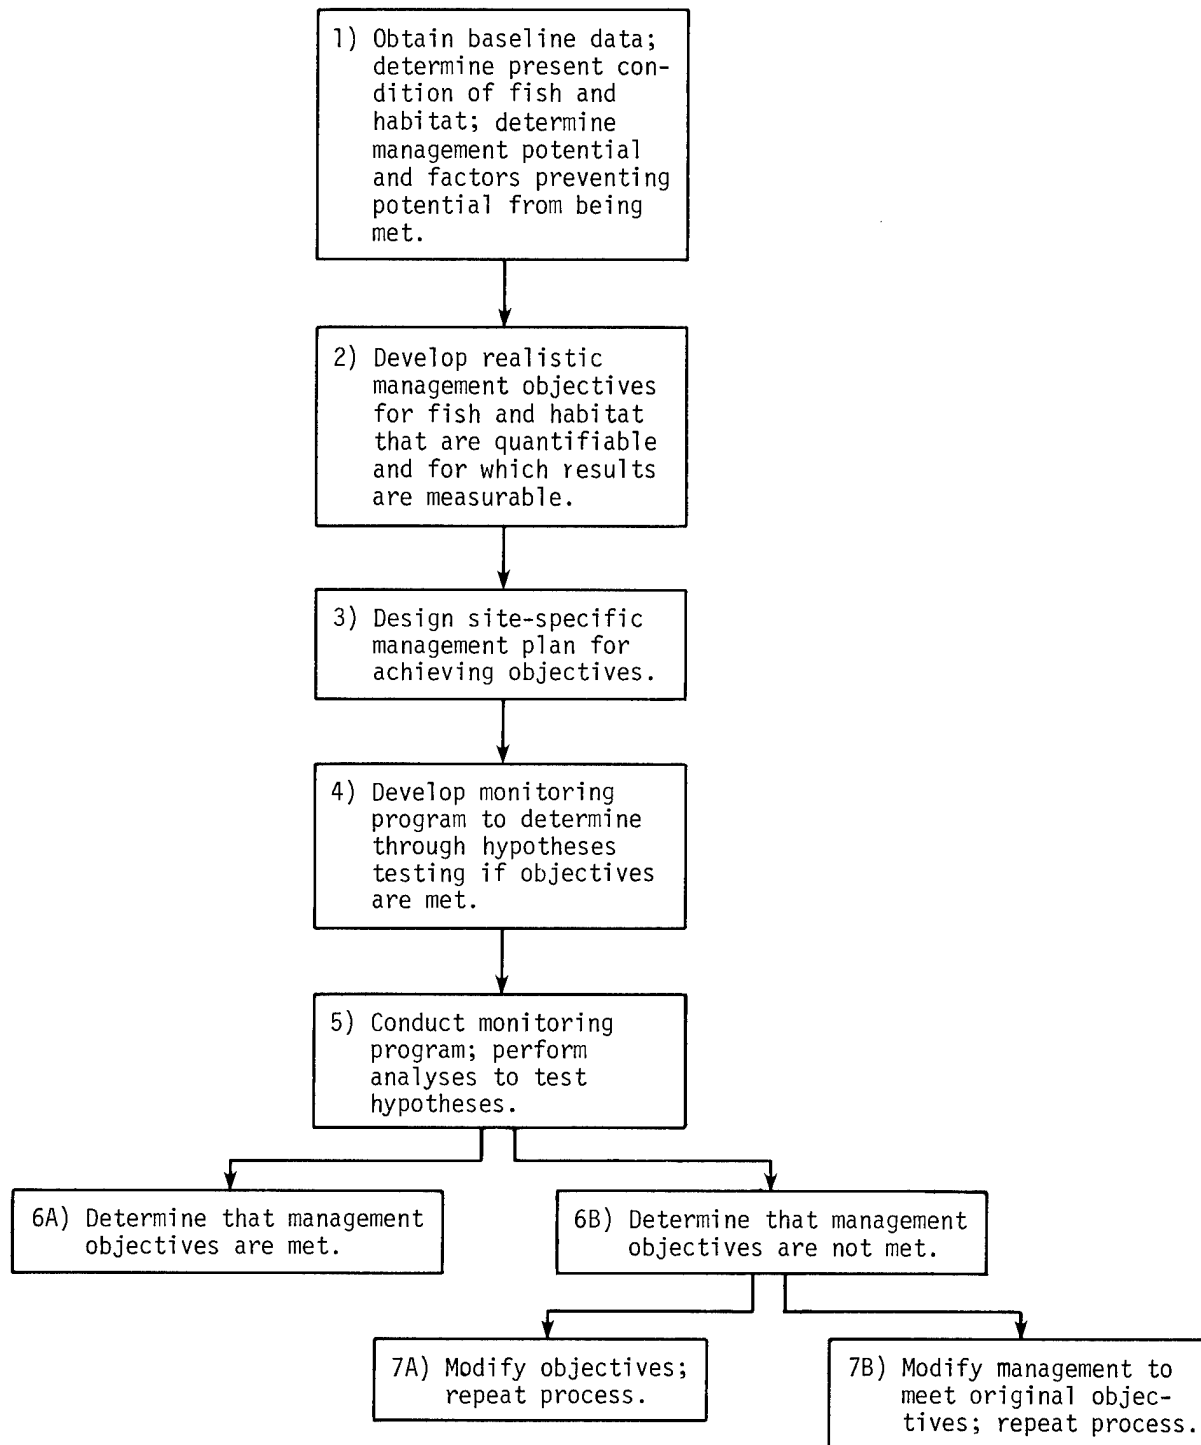 1) Obtain baseline data;
determine present con-
dition of fish and
habitat; determine
management potential
and factors preventing
potential from being
met.
2) Develop realistic
management objectives
for fish and habitat
that are quantifiable
and for which results
are measurable.
3) Design site-specific
management plan for
achieving objectives.
4) Develop monitoring
program to determine
through hypotheses
testing if objectives
are met.
5) Conduct monitoring
program; perform
analyses to test
hypotheses.
6A) Determine that management
objectives are met.
6B) Determine that management
objectives are not met.
7A) Modify objectives;
repeat process.
7B) Modify management to
meet original objec-
tives; repeat process.